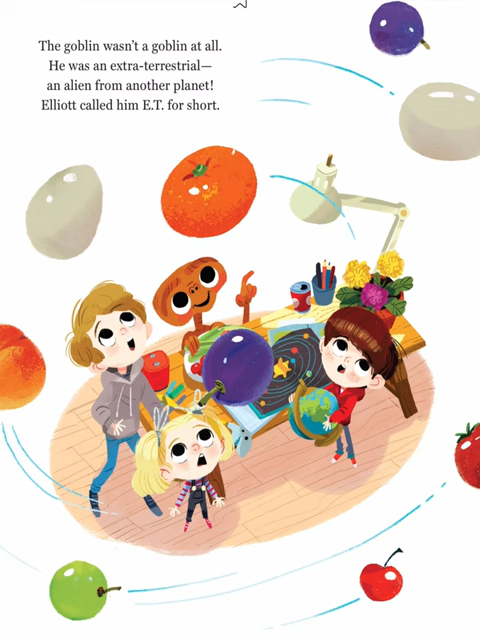 The goblin wasn’t a goblin at all.
He was an extra-terrestrial—
an alien from another planet!
Elliott called him E.T. for short.